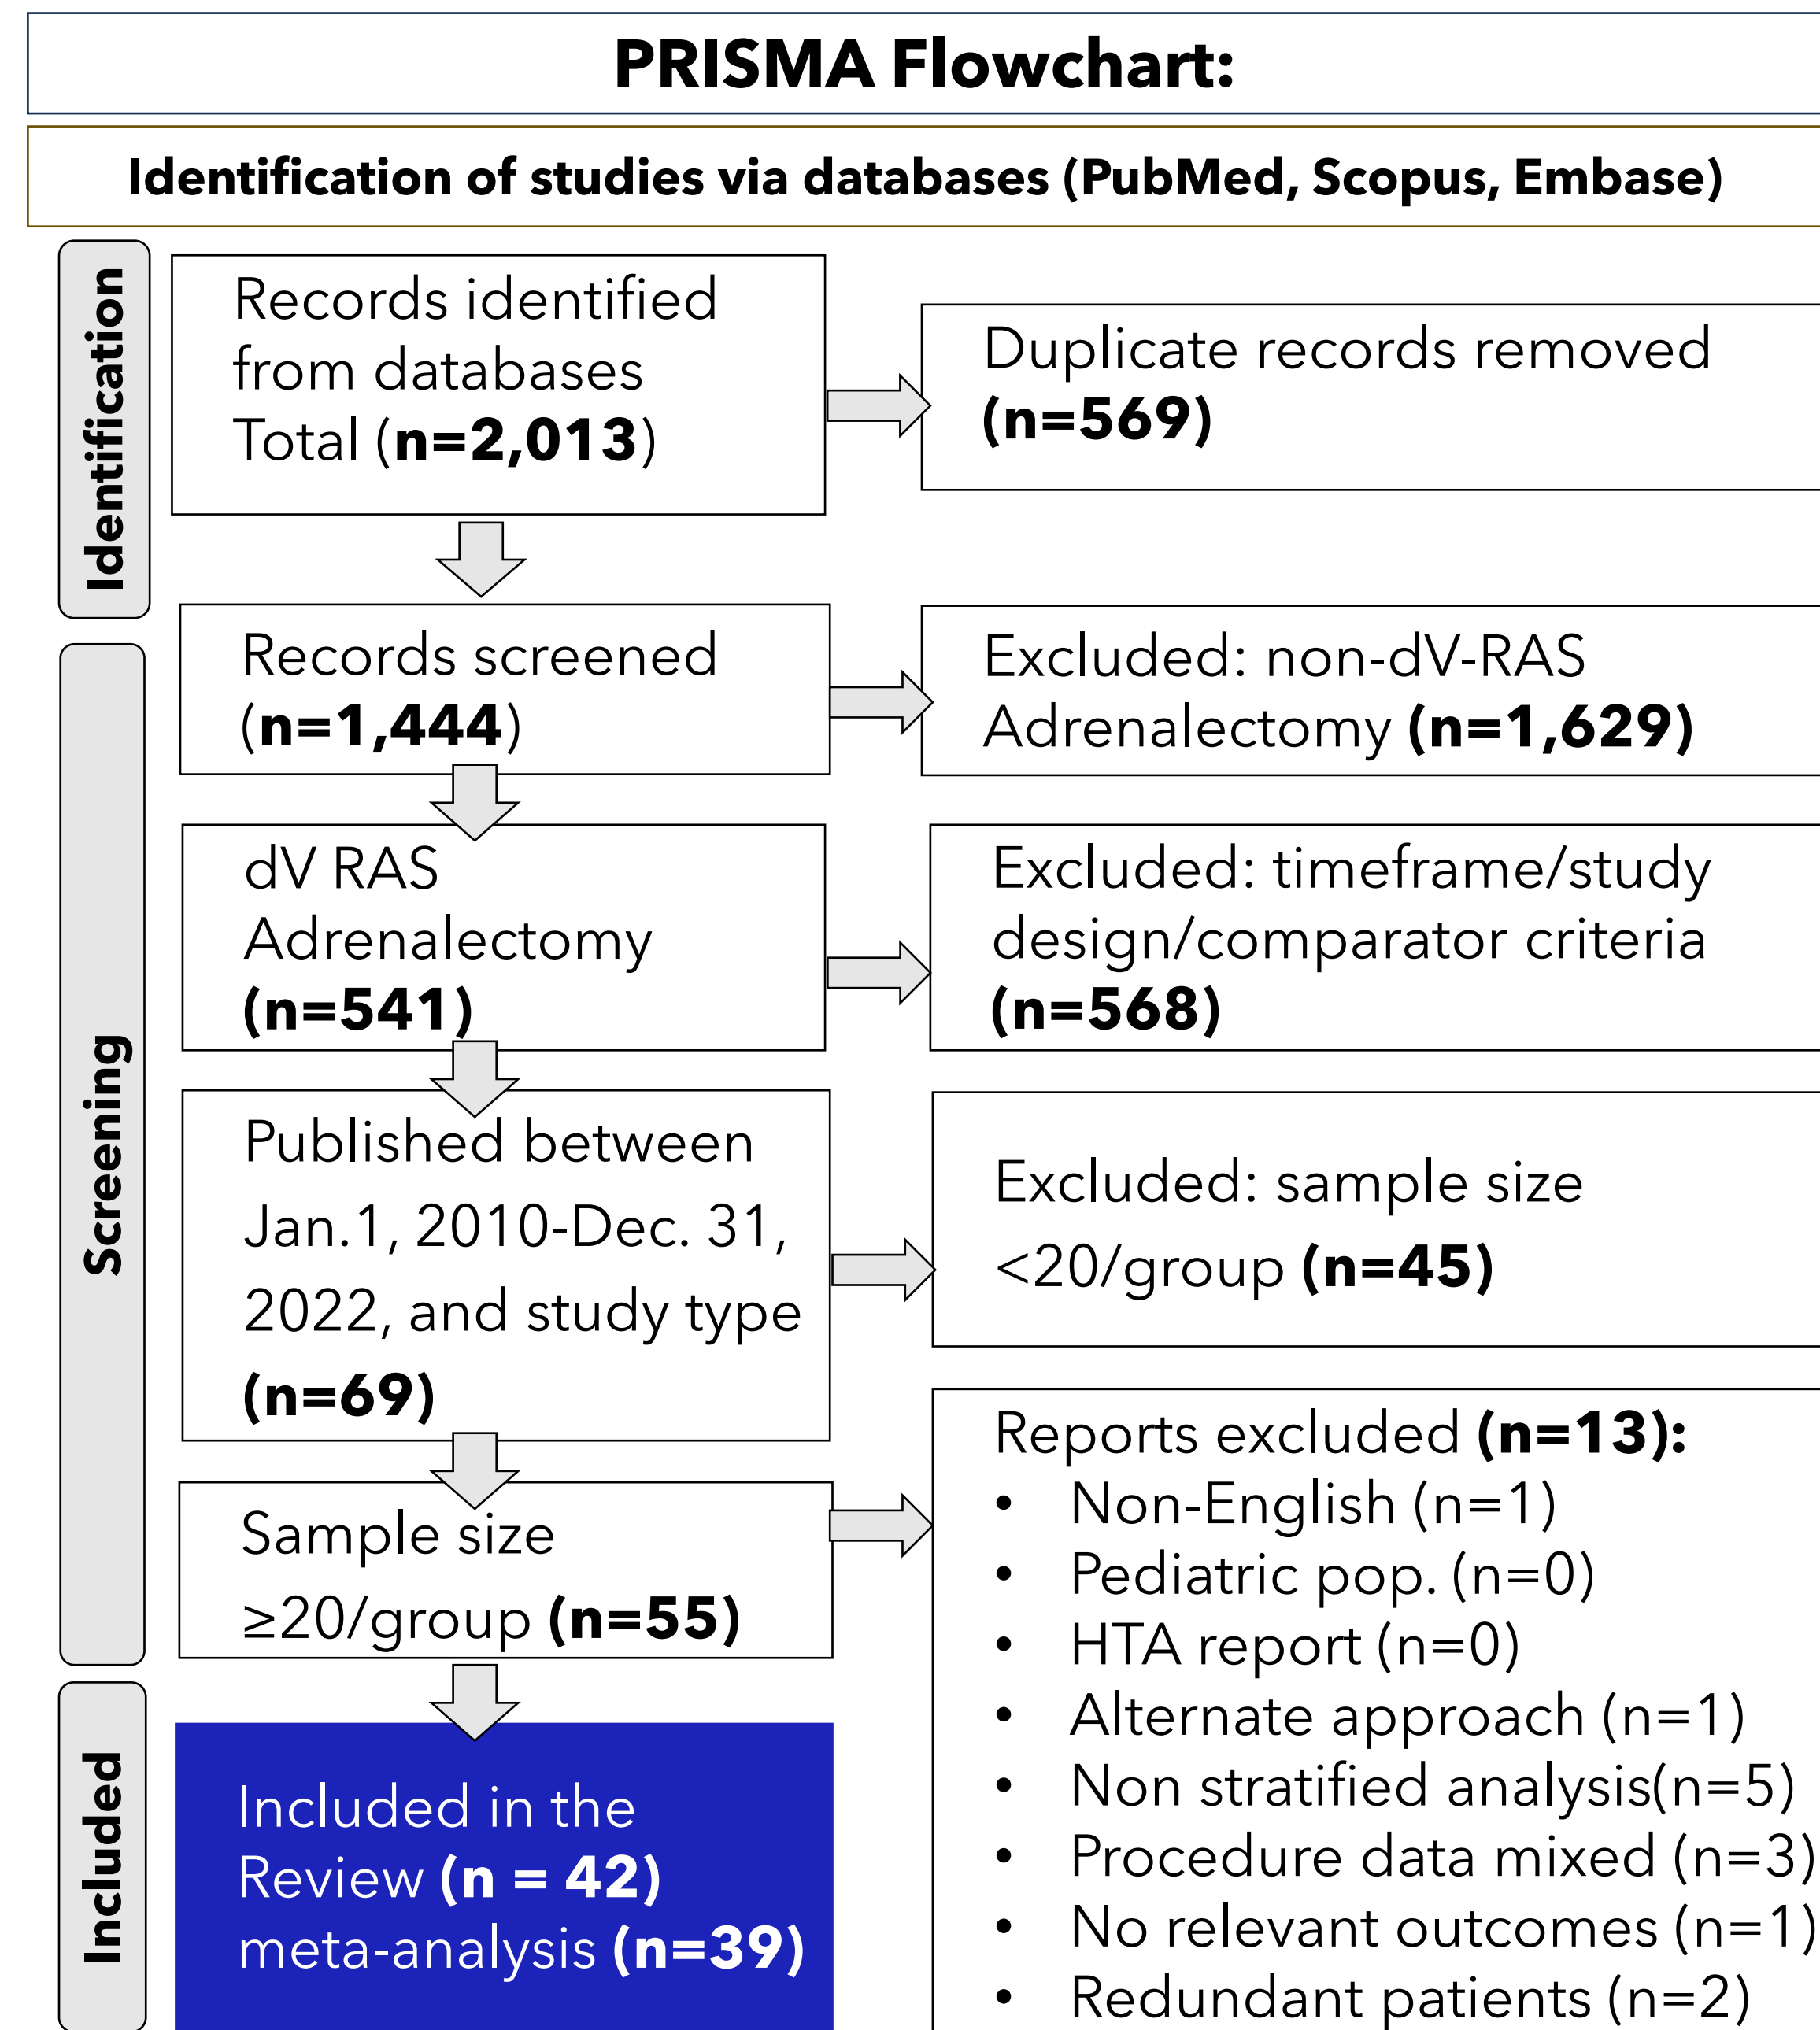 PRISMA Flowchart:
Identification of studies via databases (PubMed, Scopus, Embase)
Identification
Records identified
from databases
Total (n=2,013)
Duplicate records removed
(n=569)
Screening
Records screened
(n=1,444)
Excluded: non-dV-RAS
Adrenalectomy (n=1,629)
dV RAS
Adrenalectomy
(n=541)
Excluded: timeframe/study
design/comparator criteria
(n=568)
Published between
Jan.1, 2010-Dec. 31,
2022, and study type
(n=69)
Excluded: sample size
<20/group (n=45)
Sample size
≥20/group (n=55)
Reports excluded (n=13):
• Non-English (n=1)
• Pediatric pop. (n=0)
• HTA report (n=0)
• Alternate approach (n=1)
• Non stratified analysis(n=5)
• Procedure data mixed (n=3)
• No relevant outcomes (n=1)
• Redundant patients (n=2)
Included
Included in the
Review (n = 42)
meta-analysis (n=39)